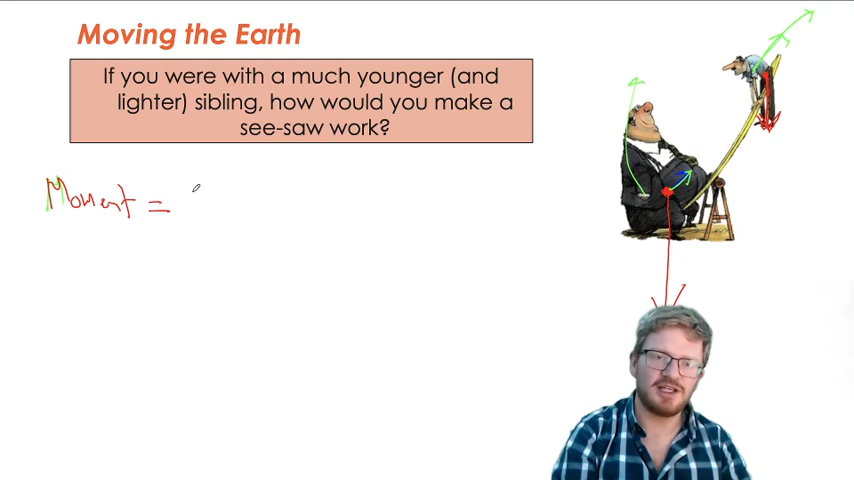 Moving the Earth
If you were with a much younger (and
lighter) sibling, how would you make a
see-saw work?
Moment =